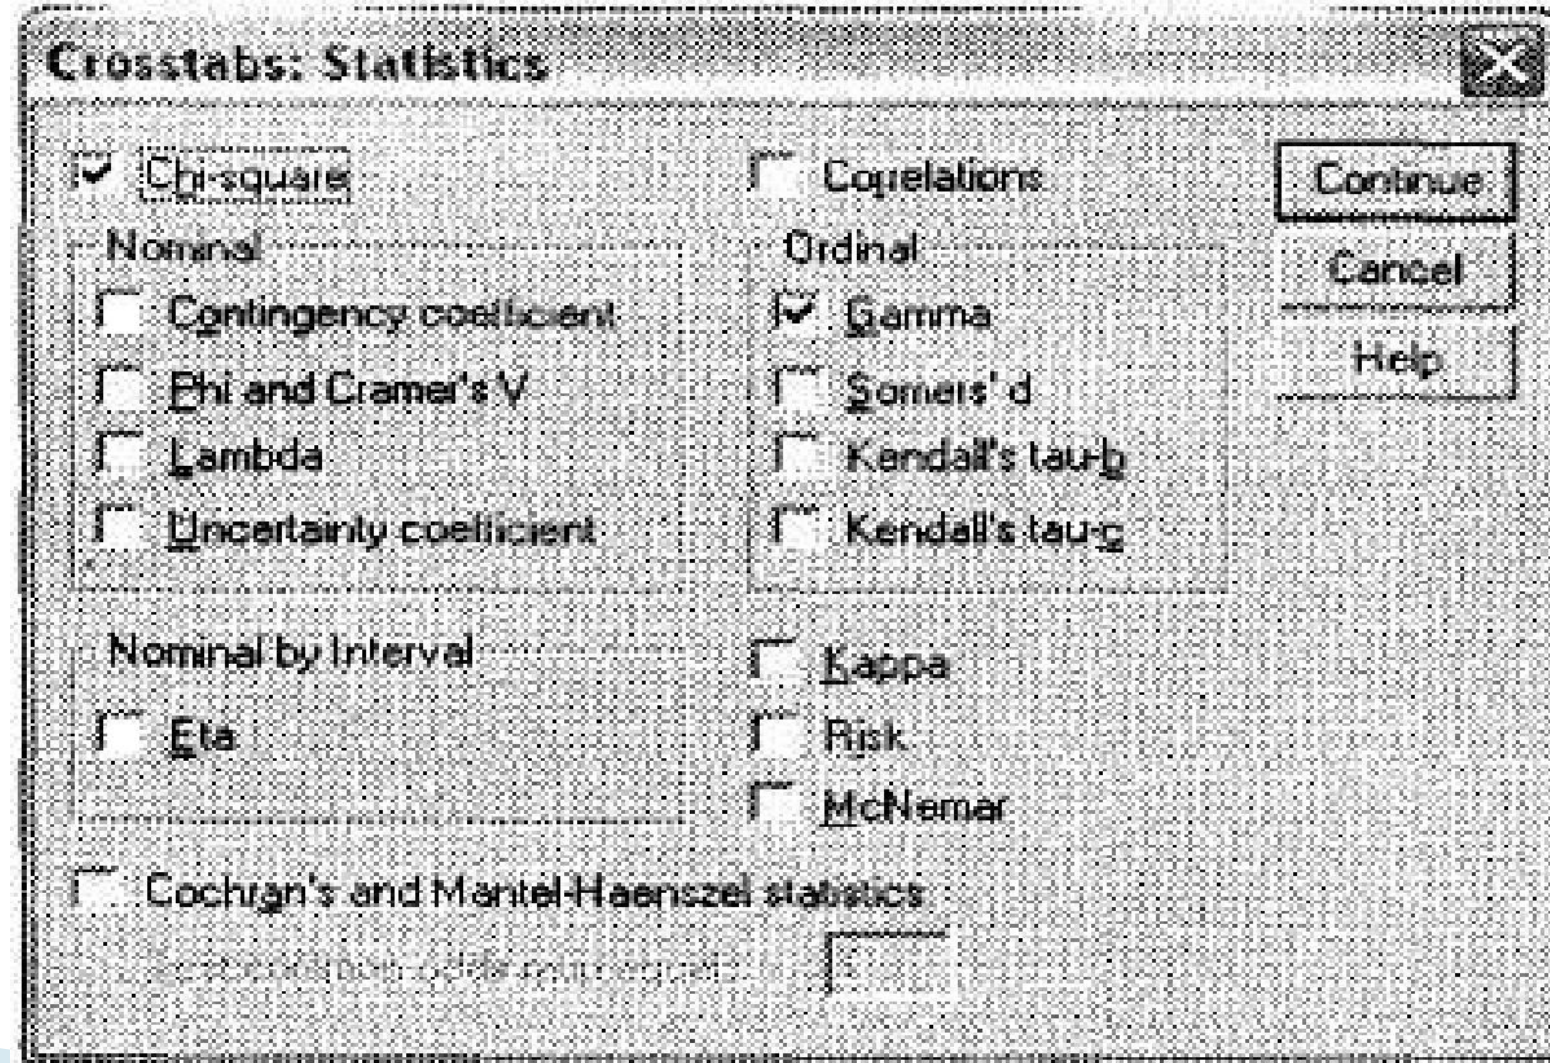 Crosstabs: Statistics
Chi-square
Correlations
Continue
Nominal
Ordinal
Cancel
Contingency coefficient
Gamma
Help
Phi and Cramer's V
Somers' d
Lambda
Kendall's tau-b
Uncertainty coefficient
Kendall's tau-c
Nominal by Interval
Kappa
Eta
Risk
McNemar
Cochran's and Mantel-Haenszel statistics